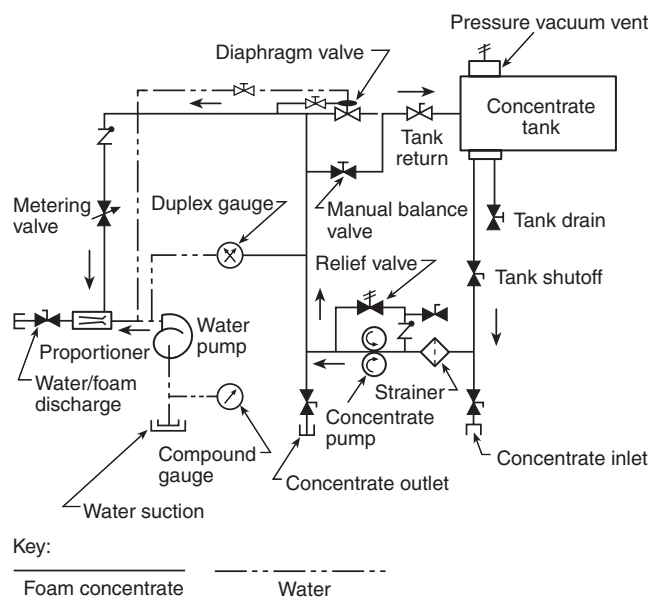 Pressure vacuum vent
Diaphragm valve
Concentrate
tank
Tank
return
Metering
valve
Duplex gauge
Manual balance
valve
Tank drain
Relief valve
Tank shutoff
Water
pump
Proportioner
Water/foam
discharge
Strainer
Concentrate
pump
Compound
gauge
Concentrate outlet
Concentrate inlet
Water suction
Key:
Foam concentrate
Water